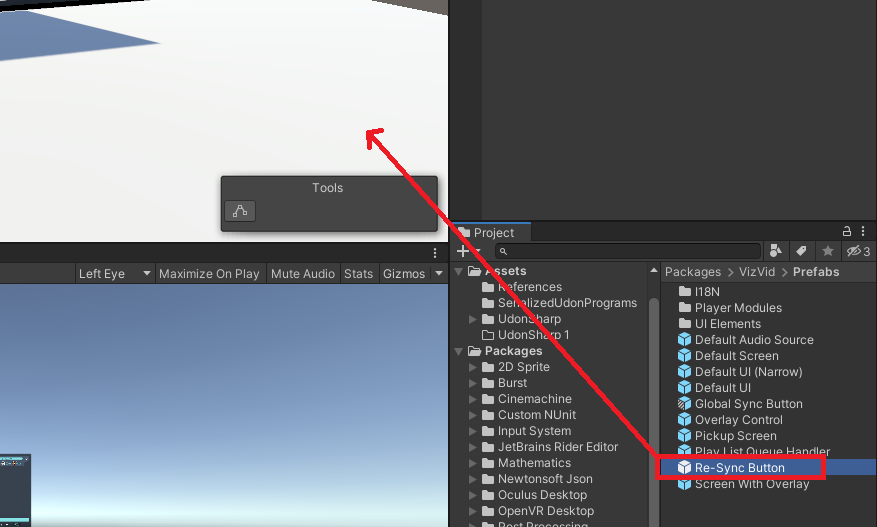 Tools
Left Eye
Maximize On Play
Mute Audio
Stats
Gizmos
Project
3
Assets
References
SerializedUdonPrograms
UdonSharp
UdonSharp 1
Packages
2D Sprite
Burst
Cinemachine
Custom NUnit
Input System
JetBrains Rider Editor
Mathematics
Newtonsoft Json
Oculus Desktop
OpenVR Desktop
Post Processing
Packages > VizVid > Prefabs
I18N
Player Modules
UI Elements
Default Audio Source
Default Screen
Default UI (Narrow)
Default UI
Global Sync Button
Overlay Control
Pickup Screen
Play List Queue Handler
Re-Sync Button
Screen With Overlay